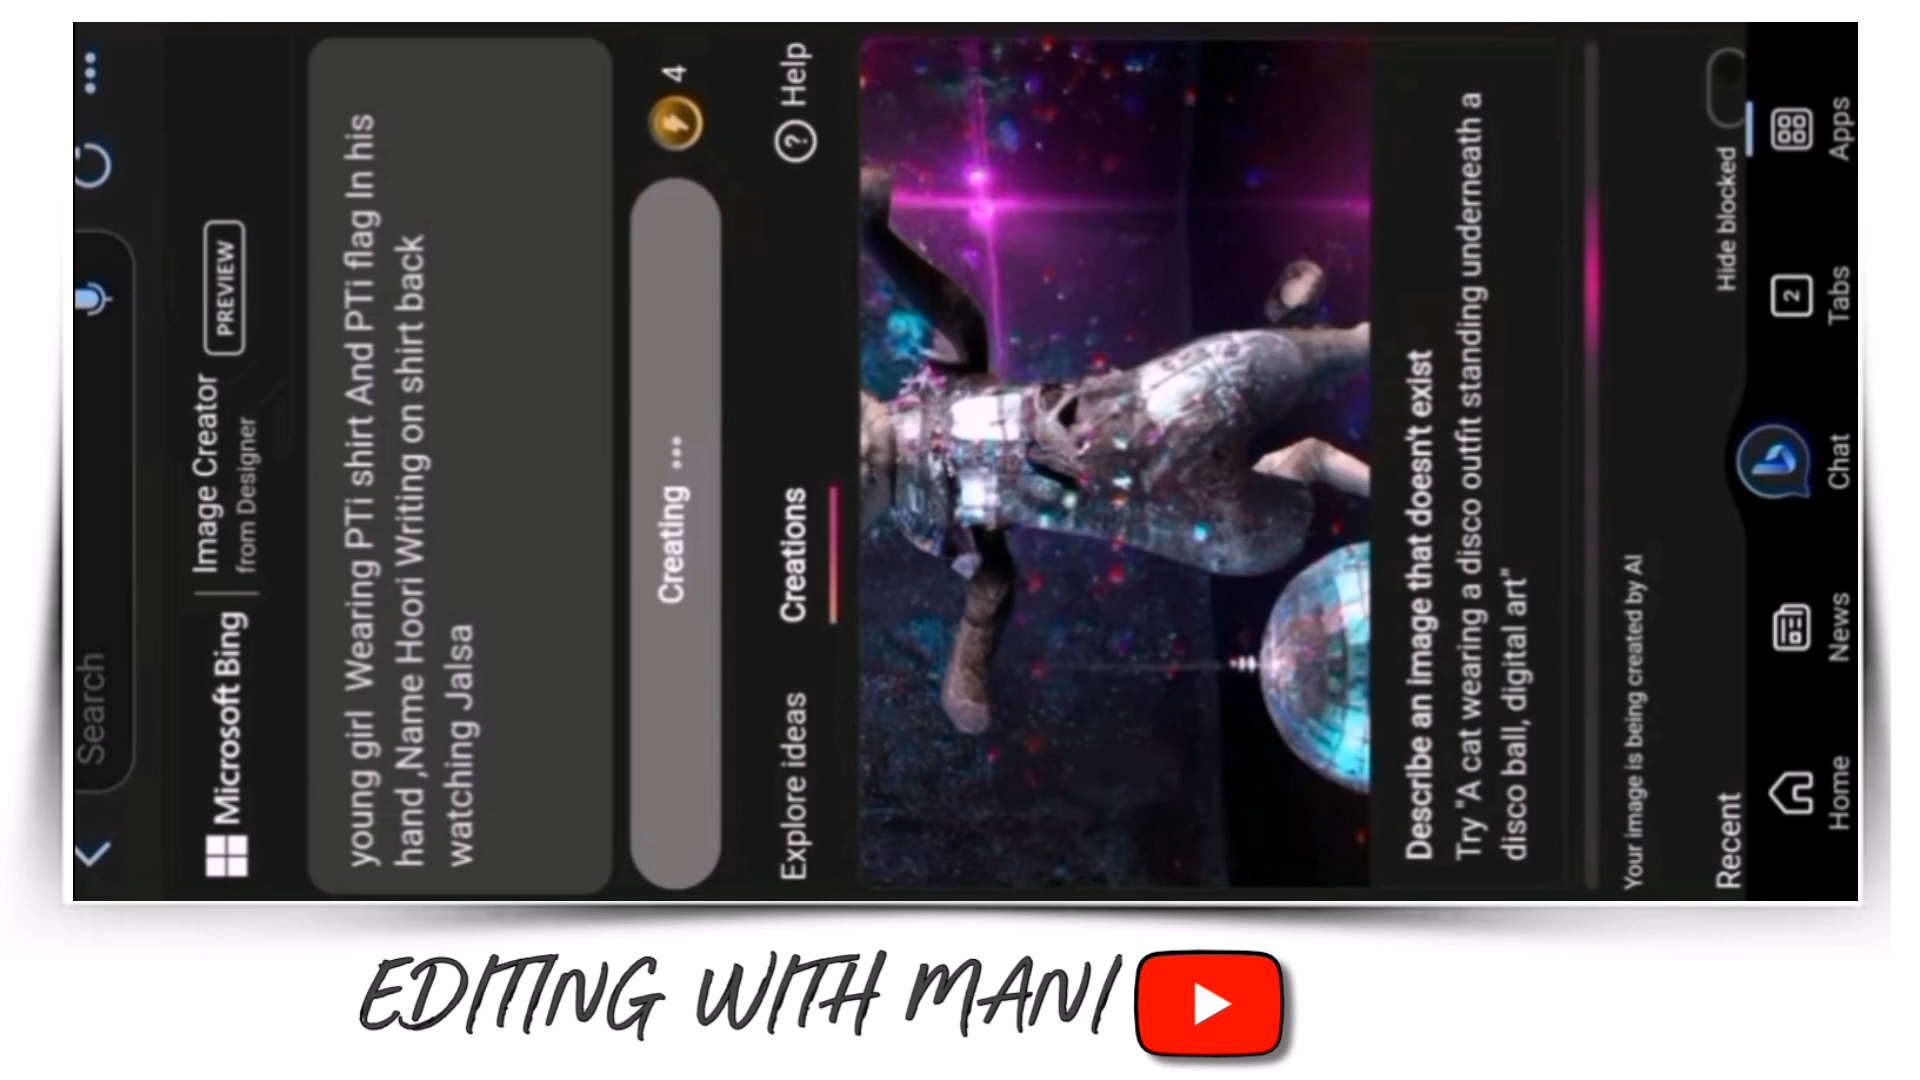 Search
Microsoft Bing
Image Creator
from Designer
PREVIEW
young girl Wearing PTi shirt And PTi flag In his
hand ,Name Hoori Writing on shirt back
watching Jalsa
Creating ...
4
Explore ideas
Creations
Help
Describe an image that doesn't exist
Try "A cat wearing a disco outfit standing underneath a
disco ball, digital art"
Your image is being created by AI
Recent
Hide blocked
Home
News
Chat
2
Tabs
Apps
EDITING WITH MANI